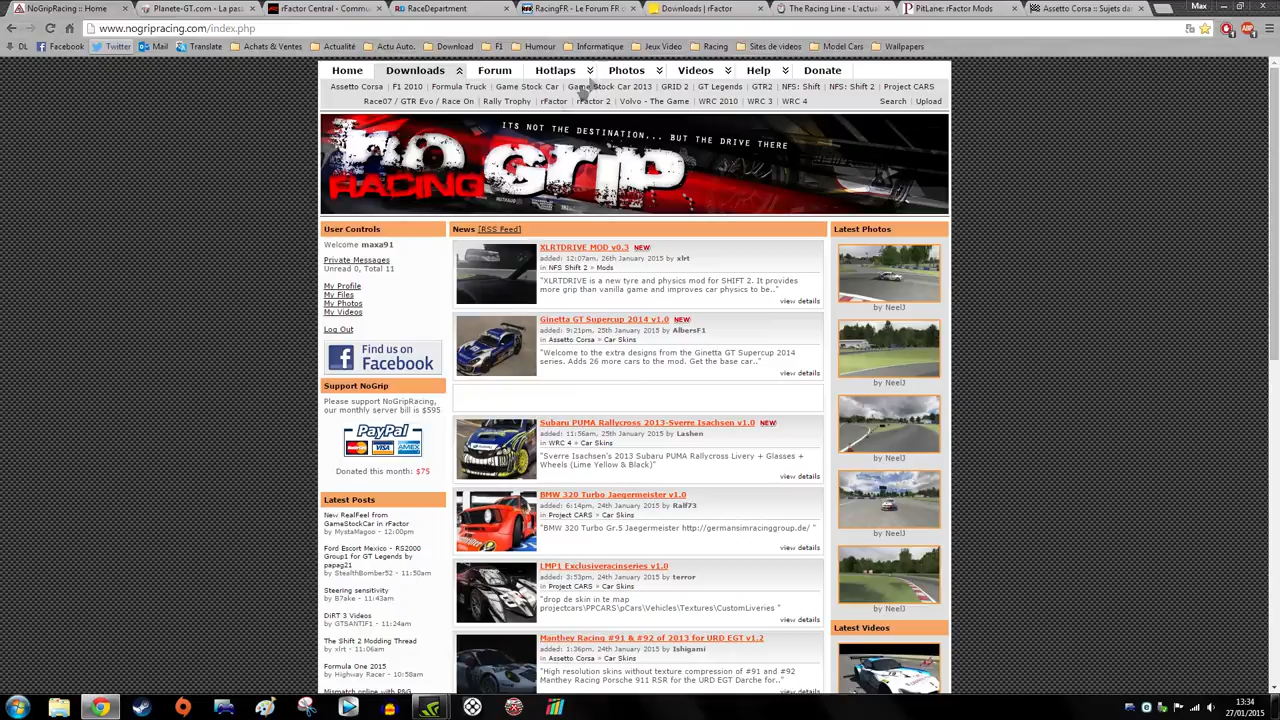 NoGripRacing :: Home
Planete-GT.com - La pass
rFactor Central - Commu
RaceDepartment
RacingFR - Le Forum FR
Downloads | rFactor
The Racing Line - L'actua
PitLane: rFactor Mods
Assetto Corsa :: Sujets da
Max
www.nogripracing.com/index.php
DL
Facebook
Twitter
Mail
Translate
Achats & Ventes
Actualité
Actu Auto.
Download
F1
Humour
Informatique
Jeux Video
Racing
Sites de videos
Model Cars
Wallpapers
Home Downloads Forum Hotlaps Photos Videos Help Donate
Assetto Corsa | F1 2010 | Formula Truck | Game Stock Car | Game Stock Car 2013 | GRID 2 | GT Legends | GTR2 | NFS: Shift | NFS: Shift 2 | Project CARS
Race07 / GTR Evo / Race On | Rally Trophy | rFactor | rFactor 2 | Volvo - The Game | WRC 2010 | WRC 3 | WRC 4
Search | Upload
ITS NOT THE DESTINATION... BUT THE DRIVE THERE
no GRIP
RACING
User Controls
Welcome maxa91
Private Messages
Unread 0, Total 11
My Profile
My Files
My Photos
My Videos
Log Out
Find us on
Facebook
Support NoGrip
Please support NoGripRacing,
our monthly server bill is $595
PayPal
MasterCard VISA AMEX
Donated this month: $75
Latest Posts
New RealFeel from
GameStockCar in rFactor
by MystaMagoo - 12:00pm
Ford Escort Mexico - RS2000
Group1 for GT Legends by
papag21
by StealthBomber52 - 11:50am
Steering sensitivity
by B7ake - 11:43am
DiRT 3 Videos
by GTSANTIF1 - 11:24am
The Shift 2 Modding Thread
by xlrt - 11:06am
Formula One 2015
by Highway Racer - 10:58am
Mismatch online with P&G
News [RSS Feed]
XLRTDRIVE MOD v0.3 NEW!
added: 12:07am, 26th January 2015 by xlrt
in NFS Shift 2 » Mods
"XLRTDRIVE is a new tyre and physics mod for SHIFT 2. It provides
more grip than vanilla game and improves car physics to be.."
view details
Ginetta GT Supercup 2014 v1.0 NEW!
added: 9:21pm, 25th January 2015 by AlbersF1
in Assetto Corsa » Car Skins
"Welcome to the extra designs from the Ginetta GT Supercup 2014
series. Adds 26 more cars to the mod. Get the base car.."
view details
Subaru PUMA Rallycross 2013-Sverre Isachsen v1.0 NEW!
added: 11:56am, 25th January 2015 by Lashen
in WRC 4 » Car Skins
"Sverre Isachsen's 2013 Subaru PUMA Rallycross Livery + Glasses +
Wheels (Lime Yellow & Black)"
view details
BMW 320 Turbo Jaegermeister v1.0
added: 6:14pm, 24th January 2015 by Ralf73
in Project CARS » Car Skins
"BMW 320 Turbo Gr.5 Jaegermeister http://germansimracinggroup.de/ "
view details
LMP1 Exclusiveracinseries v1.0
added: 3:53pm, 24th January 2015 by terror
in Project CARS » Car Skins
"drop de skin in te map
projectcars\PPCARS\pCars\Vehicles\Textures\CustomLiveries "
view details
Manthey Racing #91 & #92 of 2013 for URD EGT v1.2
added: 1:36pm, 24th January 2015 by Ishigami
in Assetto Corsa » Car Skins
"High resolution skins without texture compression of #91 and #92
Manthey Racing Porsche 911 RSR for the URD EGT Darche for.."
view details
Latest Photos
by NeelJ
by NeelJ
by NeelJ
by NeelJ
by NeelJ
Latest Videos
13:34
27/01/2015